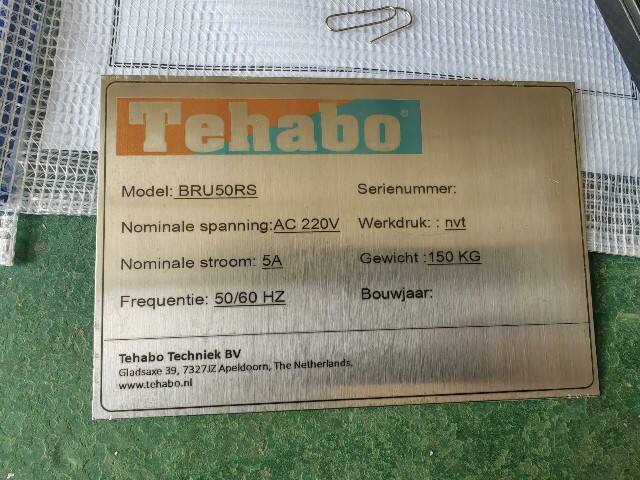 Tehabo®
Model: BRU50RS
Serienummer:
Nominale spanning:AC 220V
Werkdruk: : nvt
Nominale stroom: 5A
Gewicht :150 KG
Frequentie: 50/60 HZ
Bouwjaar:
Tehabo Techniek BV
Gladsaxe 39, 7327JZ Apeldoorn, The Netherlands.
www.tehabo.nl